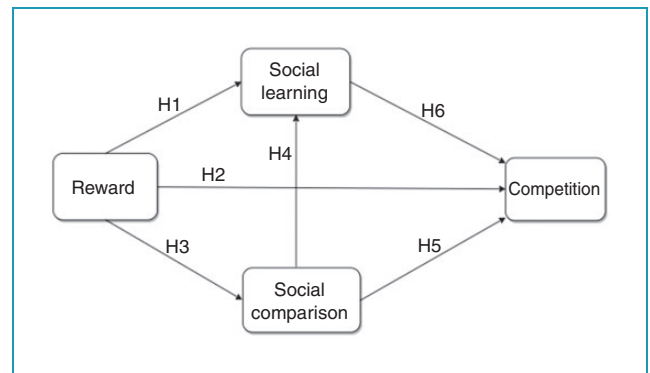 Social
learning
H1
H6
H4
H2
Reward
Competition
H3
H5
Social
comparison